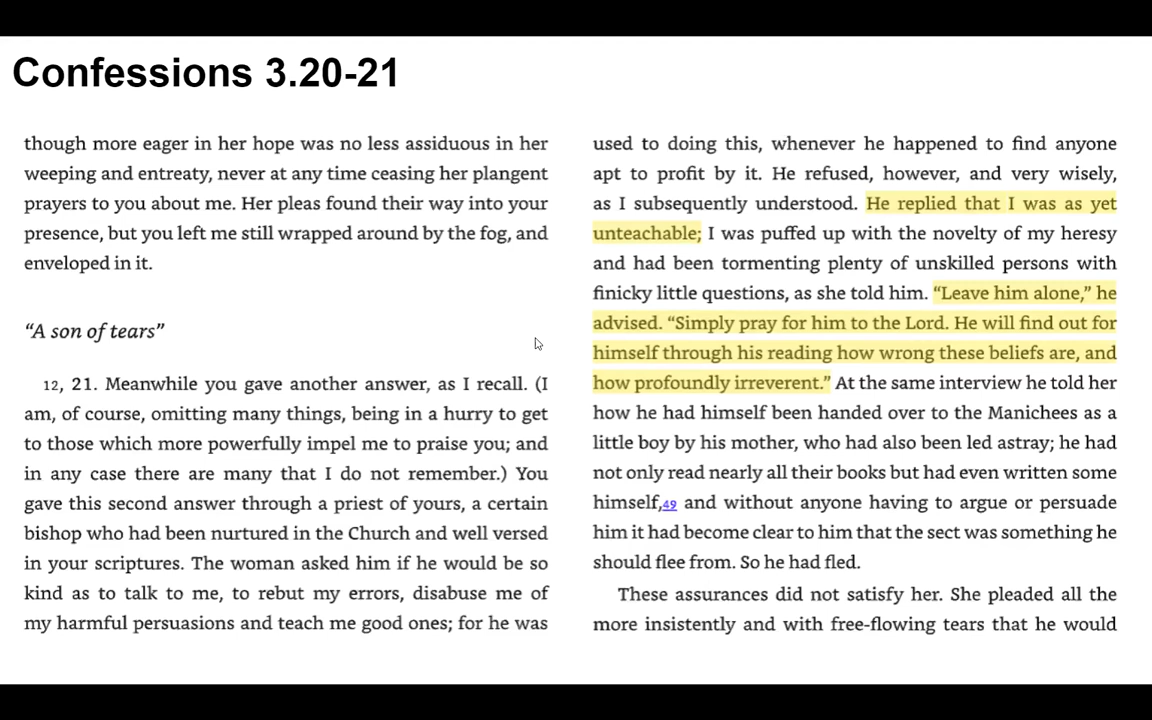 Confessions 3.20-21
though more eager in her hope was no less assiduous in her
weeping and entreaty, never at any time ceasing her plangent
prayers to you about me. Her pleas found their way into your
presence, but you left me still wrapped around by the fog, and
enveloped in it.
“A son of tears”
12, 21. Meanwhile you gave another answer, as I recall. (I
am, of course, omitting many things, being in a hurry to get
to those which more powerfully impel me to praise you; and
in any case there are many that I do not remember.) You
gave this second answer through a priest of yours, a certain
bishop who had been nurtured in the Church and well versed
in your scriptures. The woman asked him if he would be so
kind as to talk to me, to rebut my errors, disabuse me of
my harmful persuasions and teach me good ones; for he was
used to doing this, whenever he happened to find anyone
apt to profit by it. He refused, however, and very wisely,
as I subsequently understood. He replied that I was as yet
unteachable; I was puffed up with the novelty of my heresy
and had been tormenting plenty of unskilled persons with
finicky little questions, as she told him. “Leave him alone,” he
advised. “Simply pray for him to the Lord. He will find out for
himself through his reading how wrong these beliefs are, and
how profoundly irreverent.” At the same interview he told her
how he had himself been handed over to the Manichees as a
little boy by his mother, who had also been led astray; he had
not only read nearly all their books but had even written some
himself,49 and without anyone having to argue or persuade
him it had become clear to him that the sect was something he
should flee from. So he had fled.
These assurances did not satisfy her. She pleaded all the
more insistently and with free-flowing tears that he would